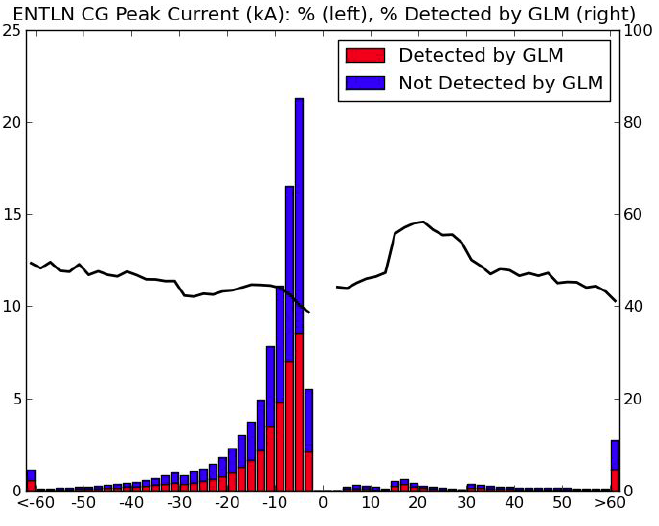 ENTLN CG Peak Current (kA): % (left), % Detected by GLM (right)
25 100
Detected by GLM
Not Detected by GLM
20 80
15 60
10 40
5 20
0 0
<-60 -50 -40 -30 -20 -10 0 10 20 30 40 50 >60